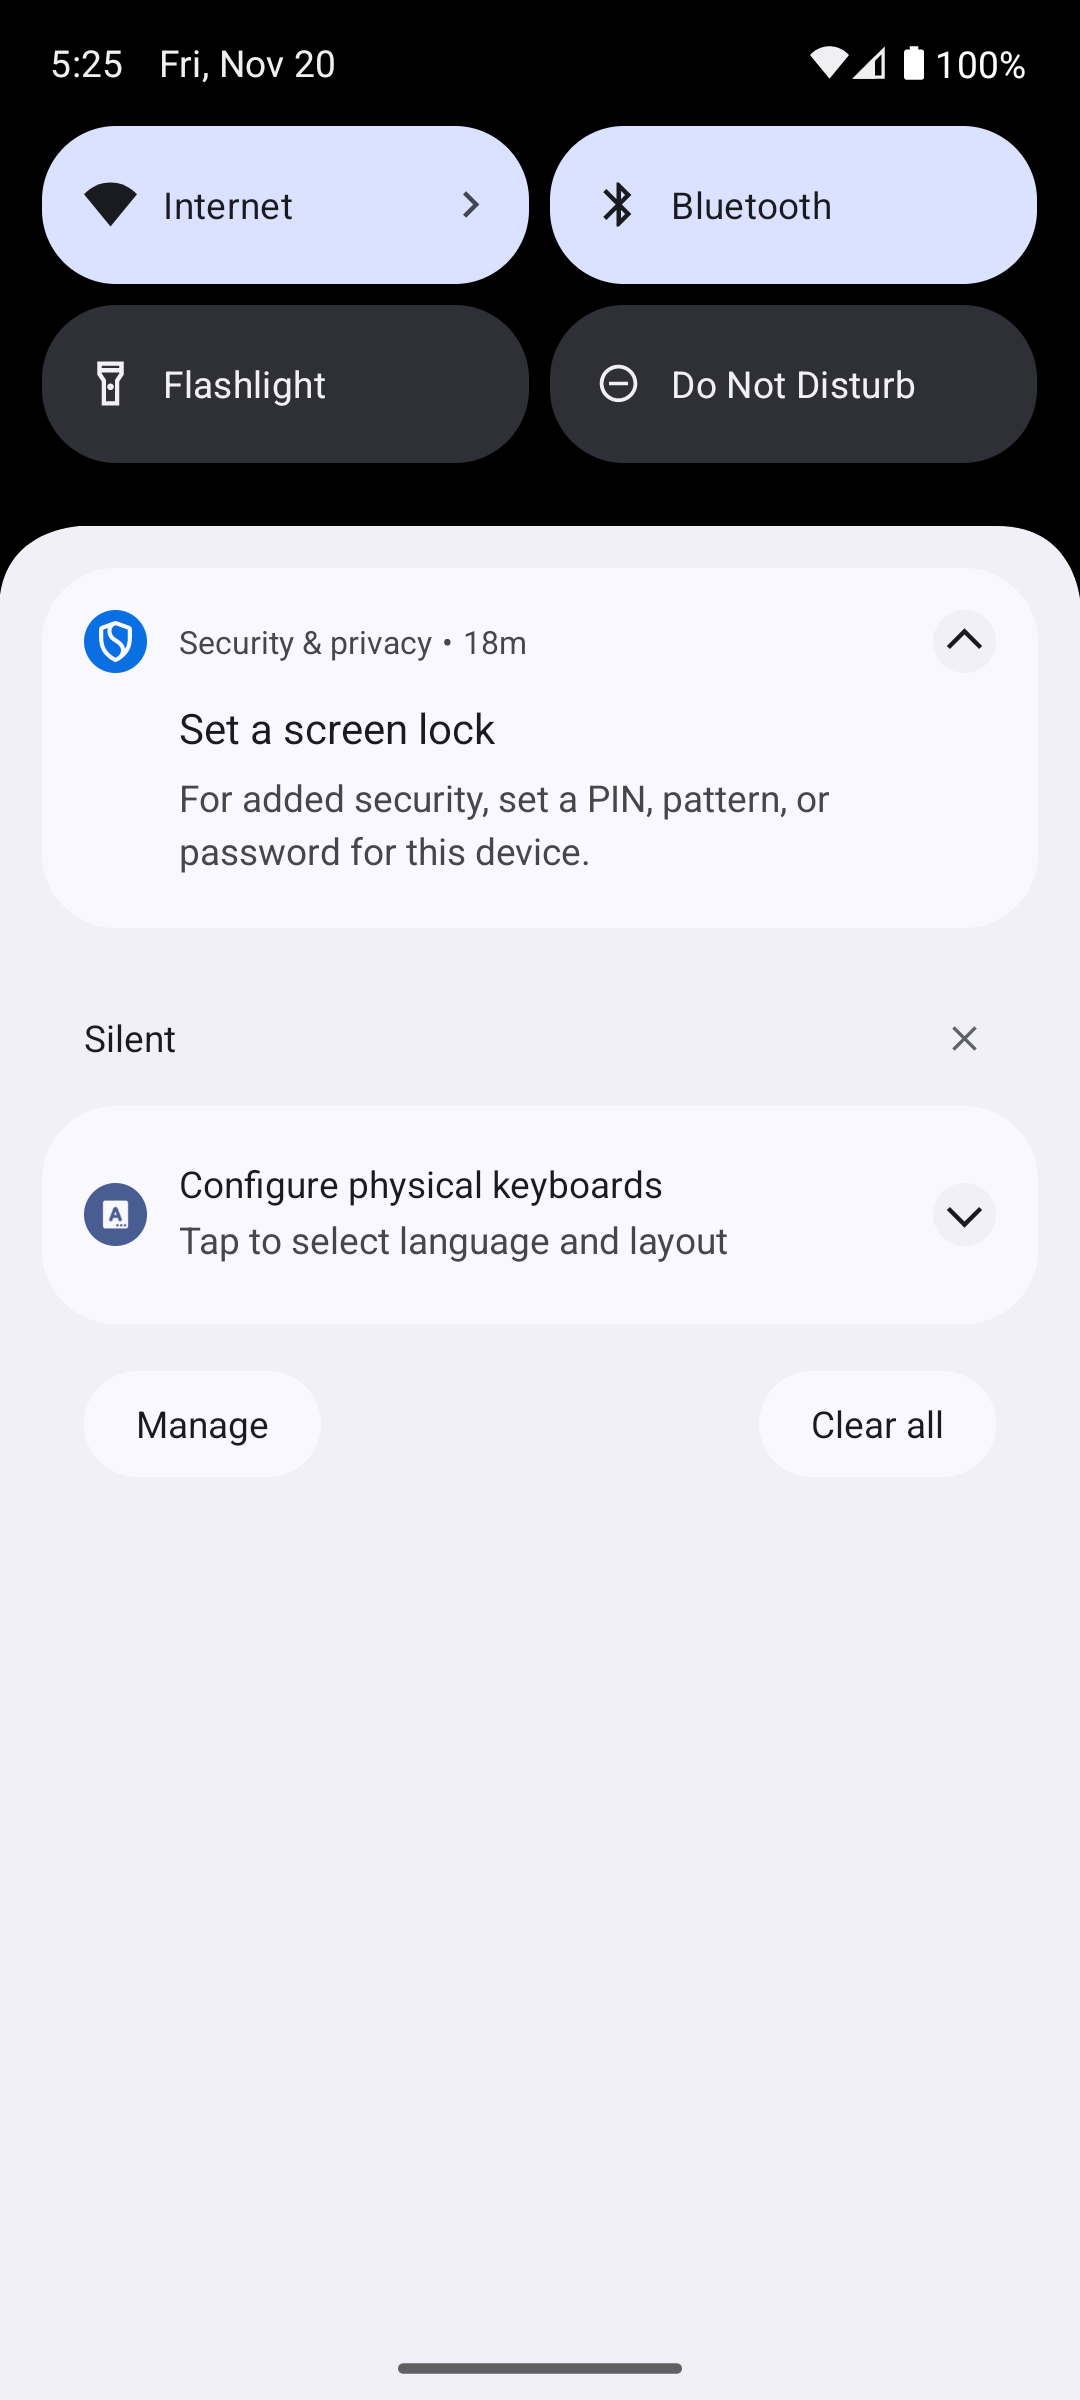 5:25 Fri, Nov 20 100%
Internet
Bluetooth
Flashlight
Do Not Disturb
Security & privacy • 18m
Set a screen lock
For added security, set a PIN, pattern, or
password for this device.
Silent
Configure physical keyboards
Tap to select language and layout
Manage
Clear all